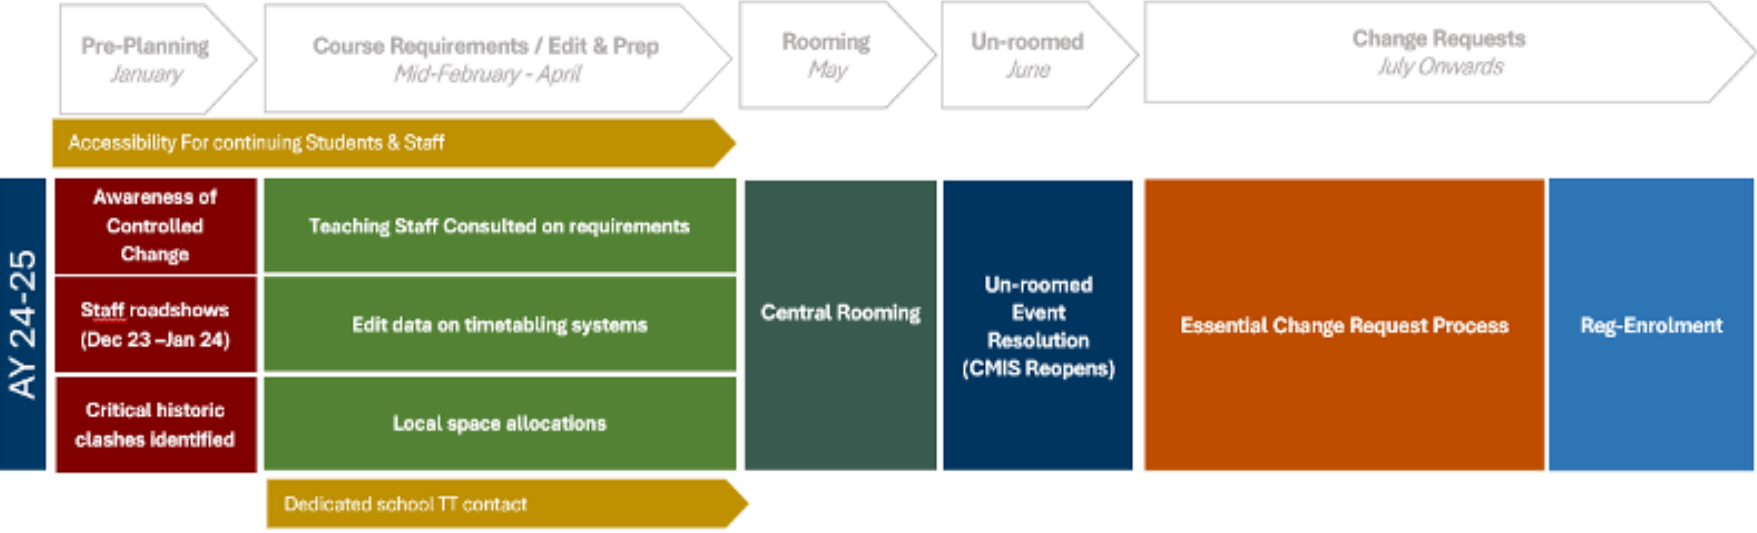 Pre-Planning
January
Course Requirements / Edit & Prep
Mid-February - April
Rooming
May
Un-roomed
June
Change Requests
July Onwards
Accessibility For continuing Students & Staff
AY 24-25
Awareness of
Controlled
Change
Staff roadshows
(Dec 23 –Jan 24)
Critical historic
clashes identified
Teaching Staff Consulted on requirements
Edit data on timetabling systems
Local space allocations
Central Rooming
Un-roomed
Event
Resolution
(CMIS Reopens)
Essential Change Request Process
Reg-Enrolment
Dedicated school TT contact